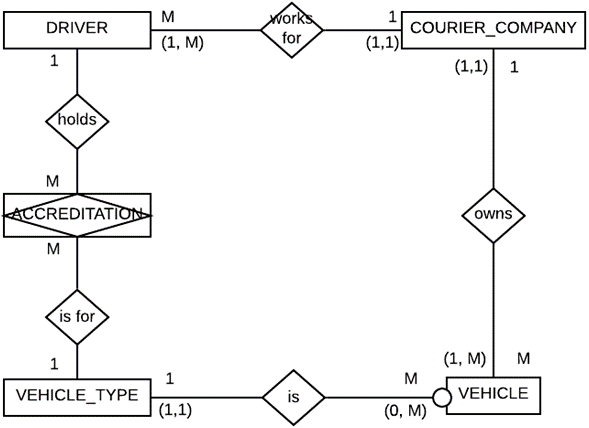 DRIVER
M
(1, M)
works
for
1
(1,1)
COURIER_COMPANY
1
(1,1)
1
holds
M
ACCREDITATION
M
owns
is for
1
VEHICLE_TYPE
1
(1,1)
is
M
(0, M)
(1, M)
M
VEHICLE